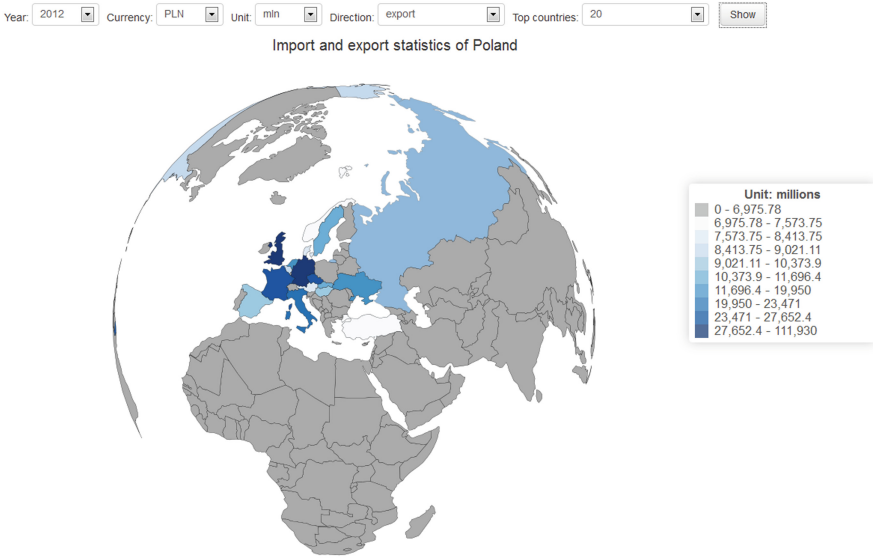 Year: 2012 Currency: PLN Unit: mln Direction: export Top countries: 20 Show
Import and export statistics of Poland
Unit: millions
0 - 6,975.78
6,975.78 - 7,573.75
7,573.75 - 8,413.75
8,413.75 - 9,021.11
9,021.11 - 10,373.9
10,373.9 - 11,696.4
11,696.4 - 19,950
19,950 - 23,471
23,471 - 27,652.4
27,652.4 - 111,930